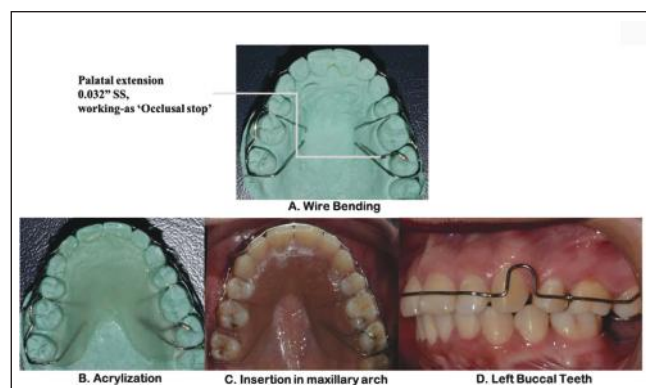 Palatal extension
0.032” SS,
working-as ‘Occlusal stop’
A. Wire Bending
B. Acrylization
C. Insertion in maxillary arch
D. Left Buccal Teeth